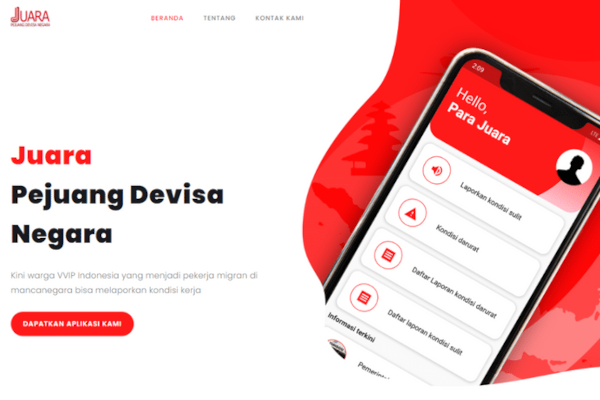 JUARA
PEJUANG DEVISA NEGARA
BERANDA TENTANG KONTAK KAMI
Juara
Pejuang Devisa
Negara
Kini warga VVIP Indonesia yang menjadi pekerja migran di
mancanegara bisa melaporkan kondisi kerja
DAPATKAN APLIKASI KAMI
2:09
Hello,
Para Juara
Laporkan kondisi sulit
Kondisi darurat
Daftar Laporan kondisi darurat
Daftar laporan kondisi sulit
Informasi terkini